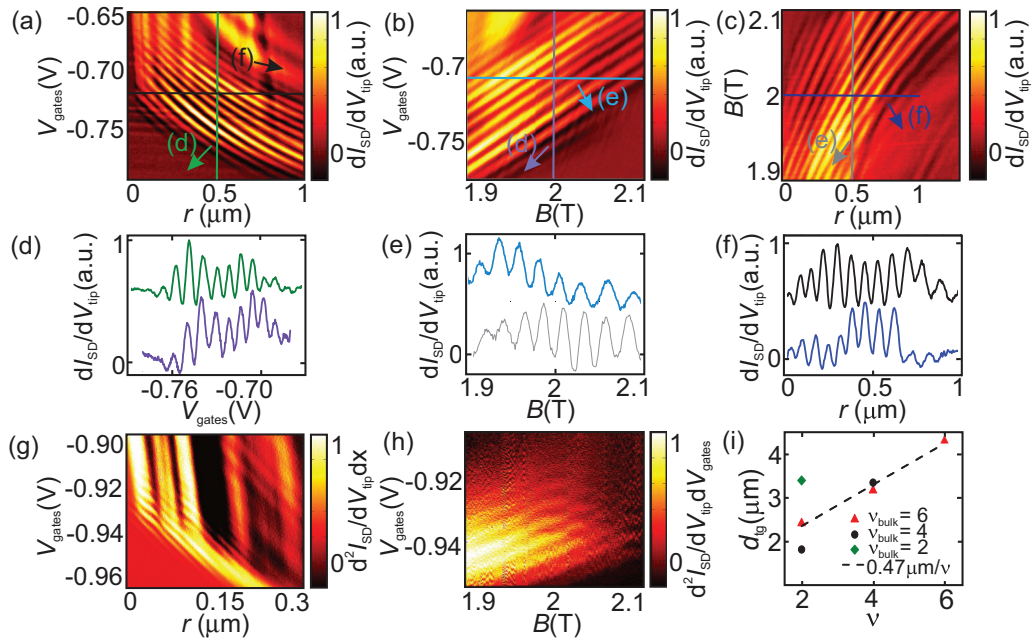 (a)
-0.65
-0.70
-0.75
V_gates(V)
(f)
(d)
0
0.5
1
r (μm)
1
0
dI_SD/dV_tip(a.u.)
(b)
-0.7
-0.75
V_gates(V)
(e)
(d)
1.9
2
2.1
B(T)
1
0
dI_SD/dV_tip(a.u.)
(c)
2.1
2
1.9
B(T)
(f)
(e)
0
0.5
1
r (μm)
1
0
dI_SD/dV_tip(a.u.)
(d)
1
0
dI_SD/dV_tip(a.u.)
-0.76
-0.70
V_gates(V)
(e)
1
0
dI_SD/dV_tip(a.u.)
1.9
2
2.1
B(T)
(f)
1
0
dI_SD/dV_tip(a.u.)
0
0.5
1
r (μm)
(g)
-0.90
-0.92
-0.94
-0.96
V_gates(V)
0
0.15
0.3
r (μm)
1
0
d²I_SD/dV_tip dx
(h)
-0.92
-0.94
V_gates(V)
1.9
2
2.1
B(T)
1
0
d²I_SD/dV_tip dV_gates
(i)
4
3
2
d_tg(μm)
ν_bulk = 6
ν_bulk = 4
ν_bulk = 2
0.47μm/ν
2
4
6
ν